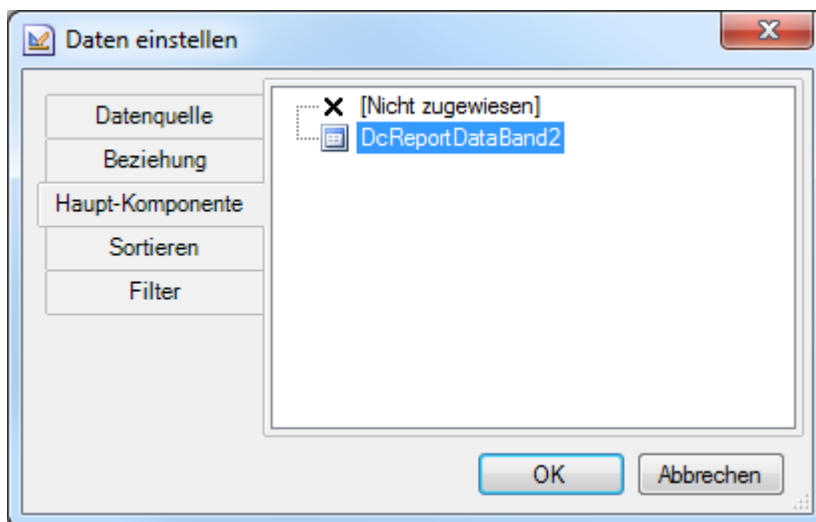 Daten einstellen
Datenquelle
Beziehung
Haupt-Komponente
Sortieren
Filter
[Nicht zugewiesen]
DcReportDataBand2
OK
Abbrechen